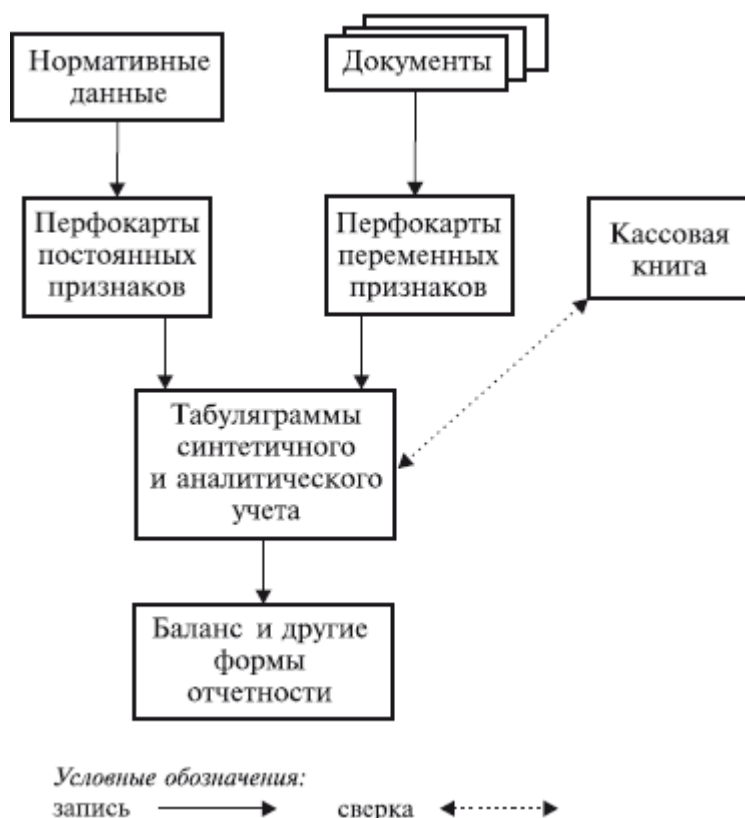 Нормативные
данные
Документы
Перфокарты
постоянных
признаков
Перфокарты
переменных
признаков
Кассовая
книга
Табуляграммы
синтетичного
и аналитического
учета
Баланс и другие
формы
отчетности
Условные обозначения:
запись
сверка